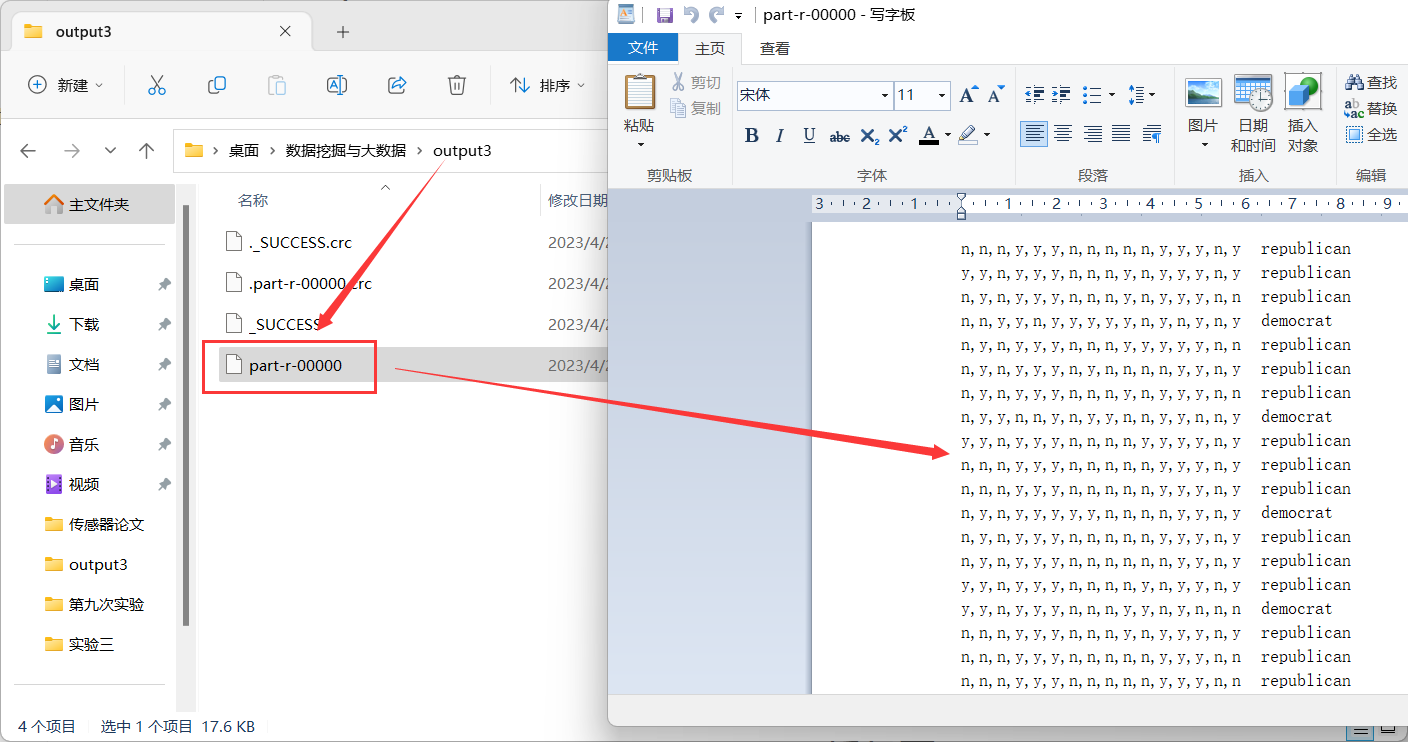 output3
新建
排序
桌面 数据挖掘与大数据 output3
主文件夹
桌面
下载
文档
图片
音乐
视频
传感器论文
output3
第九次实验
实验三
名称 修改日期
._SUCCESS.crc 2023/4/2
.part-r-00000.crc 2023/4/2
_SUCCESS 2023/4/2
part-r-00000 2023/4/2
4 个项目 选中 1 个项目 17.6 KB
part-r-00000 - 写字板
文件 主页 查看
粘贴
剪切
复制
剪贴板
宋体 11
B I U abc X₂ X² A
字体
段落
图片
日期
和时间
插入
对象
插入
查找
替换
全选
编辑
3 2 1 1 2 3 4 5 6 7 8 9
n,n,n,y,y,y,n,n,n,n,n,y,y,y,n,y republican
y,y,n,y,y,y,n,n,n,y,n,y,y,y,n,y republican
n,y,n,y,y,y,n,n,n,n,n,y,y,y,n,n republican
n,n,y,y,n,y,y,y,y,y,n,y,n,y,n,y democrat
n,y,n,y,y,y,n,n,n,n,n,y,y,y,n,y republican
n,y,n,y,y,y,n,n,n,n,n,y,y,y,n,n republican
n,y,n,y,y,y,n,n,n,n,n,y,y,y,n,n republican
n,y,y,n,n,y,n,y,y,n,n,y,y,n,n,y democrat
y,y,n,y,y,y,n,n,n,n,y,y,y,y,n,y republican
n,n,n,y,y,y,n,n,n,n,n,y,y,y,n,n republican
n,n,n,y,y,y,n,n,n,n,n,y,y,y,n,y republican
n,y,n,y,y,y,y,y,n,n,n,y,y,y,n,n democrat
n,y,n,y,y,y,n,n,n,n,n,y,y,y,n,y republican
n,y,n,y,y,y,n,n,n,n,n,y,y,y,n,n republican
y,y,n,y,y,y,n,n,n,n,n,y,y,y,n,y republican
y,y,n,y,y,y,n,n,n,y,y,n,y,n,n,n democrat
n,n,n,y,y,y,n,n,n,y,n,y,y,y,n,y republican
n,n,n,y,y,y,n,n,n,y,n,y,y,y,n,n republican
n,n,n,y,y,y,n,n,n,n,n,y,y,y,n,n republican